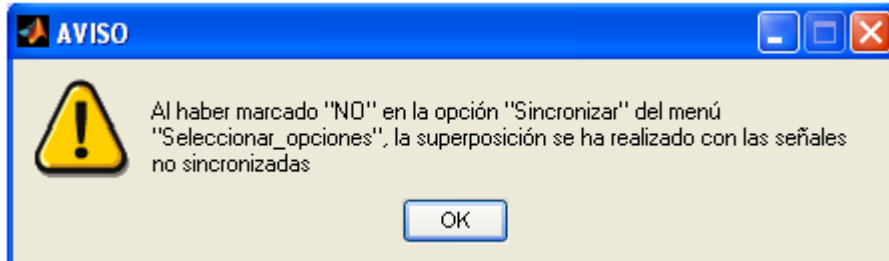 AVISO
Al haber marcado "NO" en la opción "Sincronizar" del menú
"Seleccionar_opciones", la superposición se ha realizado con las señales
no sincronizadas
OK